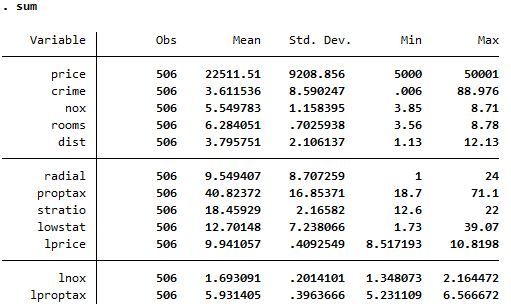 . sum
Variable Obs Mean Std. Dev. Min Max
price 506 22511.51 9208.856 5000 50001
crime 506 3.611536 8.590247 .006 88.976
nox 506 5.549783 1.158395 3.85 8.71
rooms 506 6.284051 .7025938 3.56 8.78
dist 506 3.795751 2.106137 1.13 12.13
radial 506 9.549407 8.707259 1 24
proptax 506 40.82372 16.85371 18.7 71.1
stratio 506 18.45929 2.16582 12.6 22
lowstat 506 12.70148 7.238066 1.73 39.07
lprice 506 9.941057 .4092549 8.517193 10.8198
lnox 506 1.693091 .2014101 1.348073 2.164472
lproptax 506 5.931405 .3963666 5.231109 6.566672